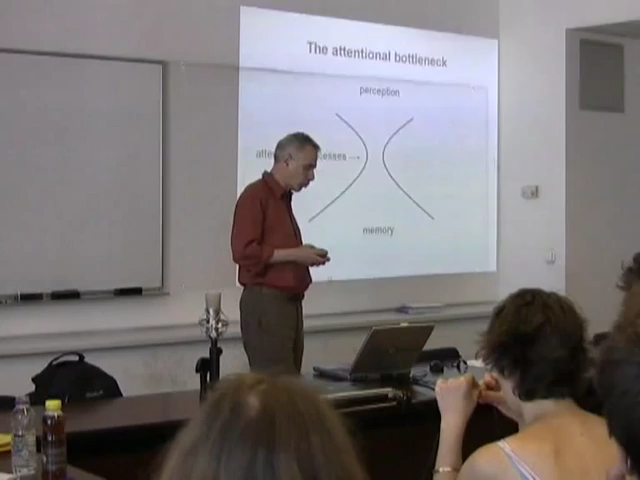 The attentional bottleneck
perception
memory